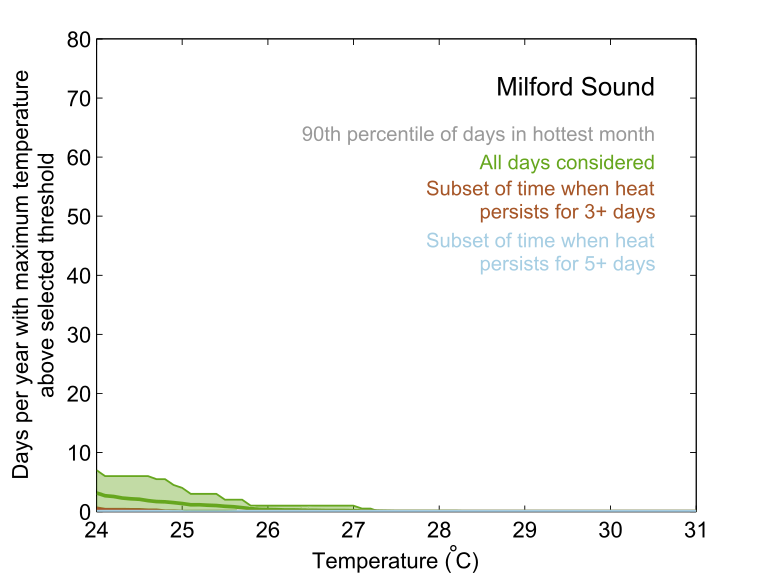 80
70
60
50
40
30
20
10
0
Days per year with maximum temperature
above selected threshold
Milford Sound
90th percentile of days in hottest month
All days considered
Subset of time when heat
persists for 3+ days
Subset of time when heat
persists for 5+ days
24 25 26 27 28 29 30 31
Temperature (°C)